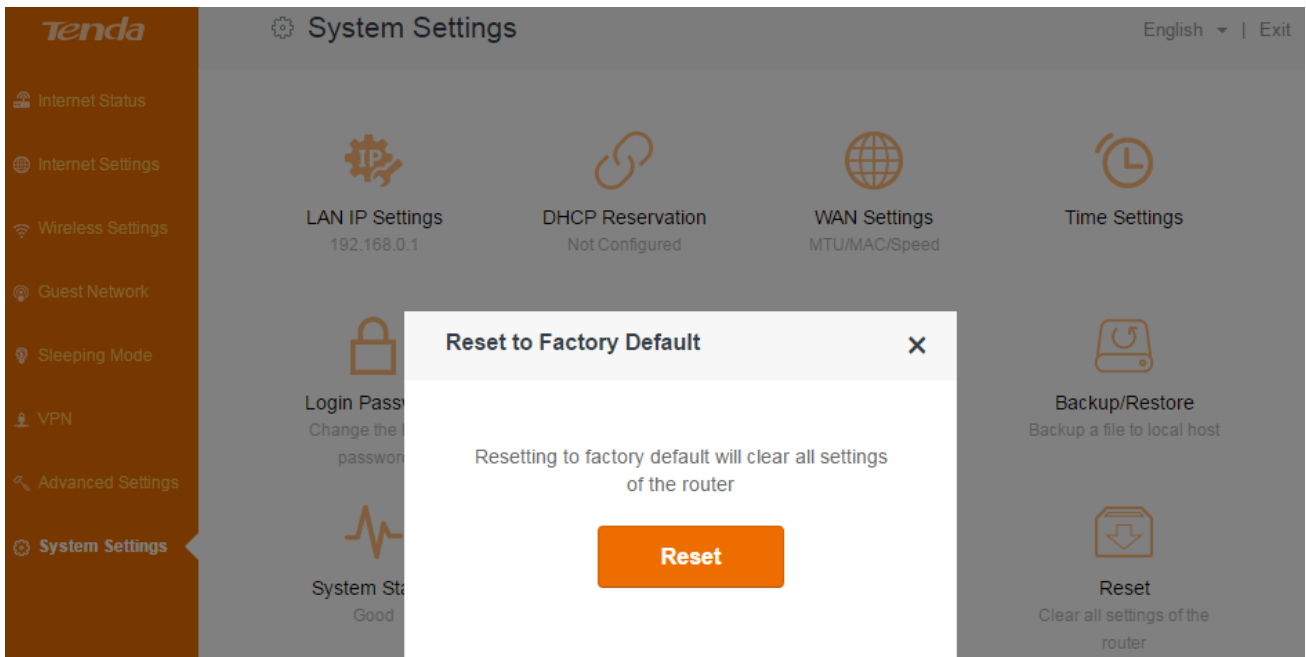 Tenda
System Settings
English | Exit
Internet Status
Internet Settings
Wireless Settings
Guest Network
Sleeping Mode
VPN
Advanced Settings
System Settings
IP
LAN IP Settings
192.168.0.1
DHCP Reservation
Not Configured
WAN Settings
MTU/MAC/Speed
Time Settings
Login
Change the
Backup/Restore
Backup a file to local host
System
Good
Reset
Clear all settings of the
router
Reset to Factory Default
Resetting to factory default will clear all settings
of the router
Reset